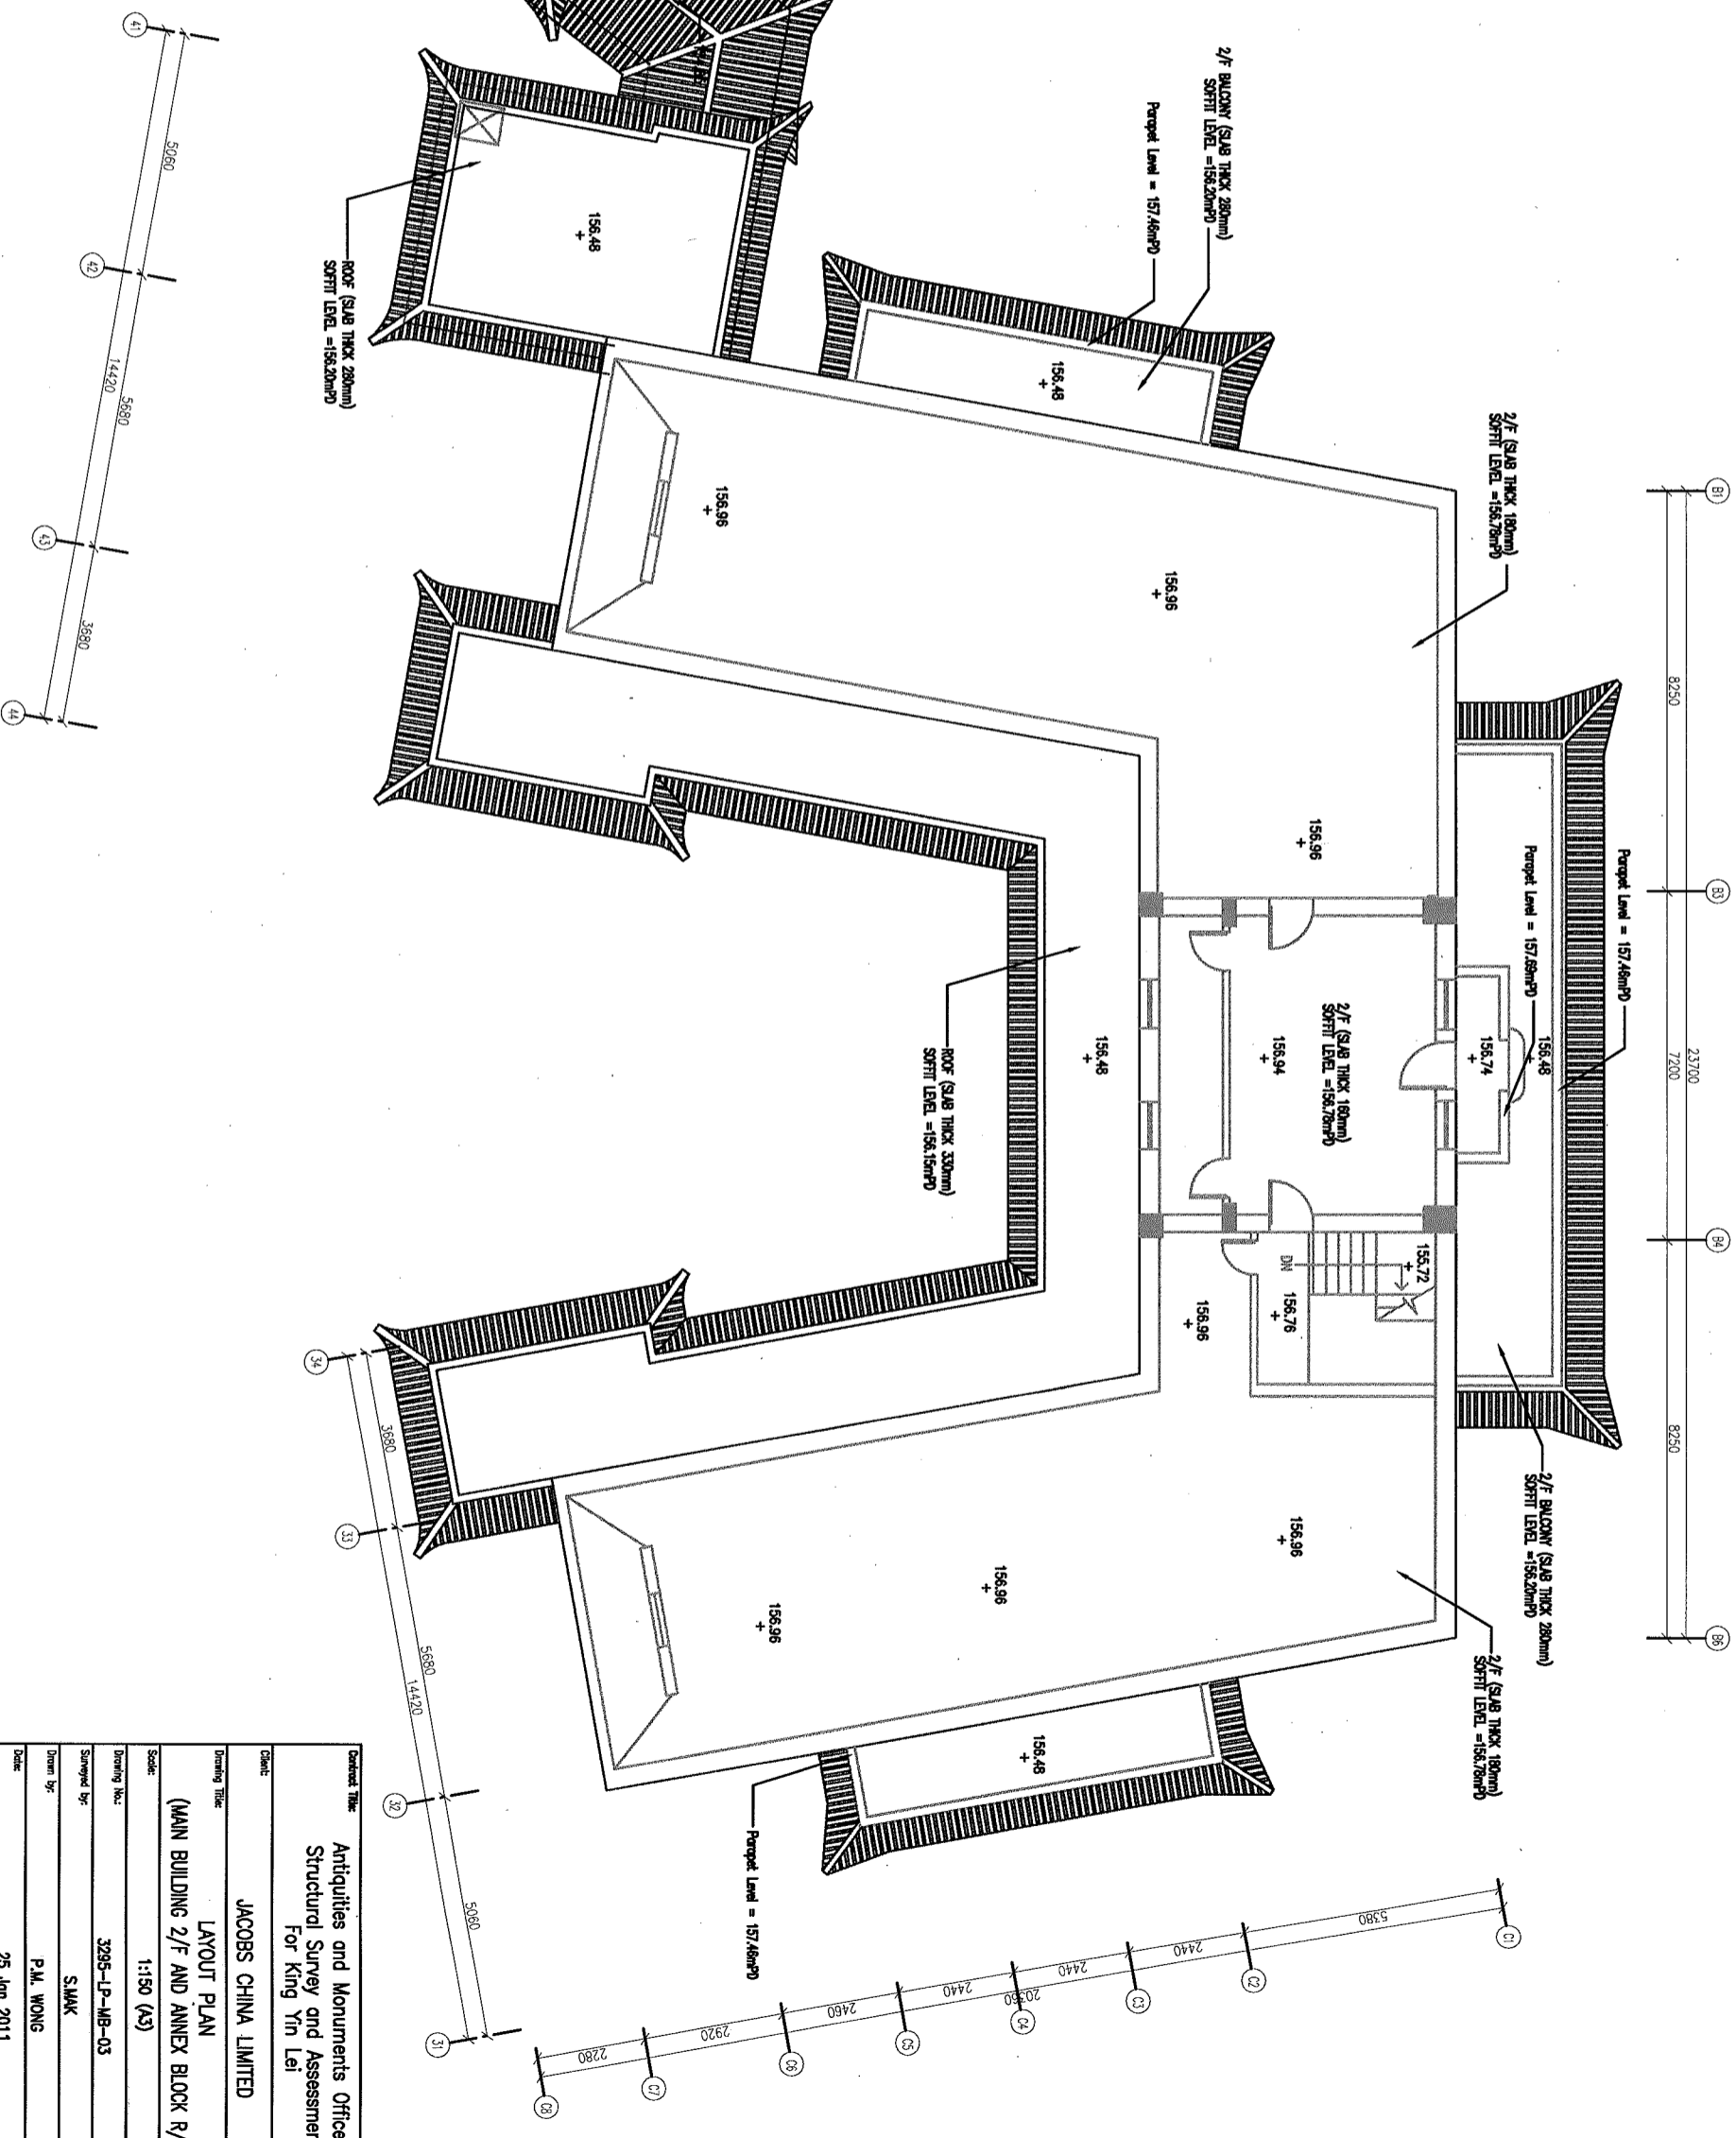 B1
B3
B4
B6
23700
8250
7200
8250
Parapet Level = 157.46mPD
Parapet Level = 157.69mPD
156.48
+
156.74
+
2/F BALCONY (SLAB THICK 280mm)
SOFFIT LEVEL =156.20mPD
2/F (SLAB THICK 180mm)
SOFFIT LEVEL =156.78mPD
2/F (SLAB THICK 180mm)
SOFFIT LEVEL =156.78mPD
2/F BALCONY (SLAB THICK 280mm)
SOFFIT LEVEL =156.20mPD
Parapet Level = 157.46mPD
156.48
+
156.96
+
156.96
+
156.96
+
2/F (SLAB THICK 160mm)
SOFFIT LEVEL =156.78mPD
156.94
+
155.72
+
DN
156.76
+
156.96
+
156.96
+
156.96
+
156.96
+
156.48
+
ROOF (SLAB THICK 330mm)
SOFFIT LEVEL =156.15mPD
156.48
+
ROOF (SLAB THICK 280mm)
SOFFIT LEVEL =156.20mPD
156.48
+
Parapet Level = 157.46mPD
41
42
43
44
5060
5680
3680
14420
34
33
32
31
3680
5680
5060
14420
C1
C2
C3
C4
C5
C6
C7
C8
5380
2440
2440
2440
2460
2920
2280
20360
Contract Title:
Antiquities and Monuments Office
Structural Survey and Assessmen
For King Yin Lei
Client:
JACOBS CHINA LIMITED
Drawing Title:
LAYOUT PLAN
(MAIN BUILDING 2/F AND ANNEX BLOCK R/
Scale:
1:150 (A3)
Drawing No.:
3295-LP-MB-03
Surveyed by:
S.MAK
Drawn by:
P.M. WONG
Date:
25 Jan 2011